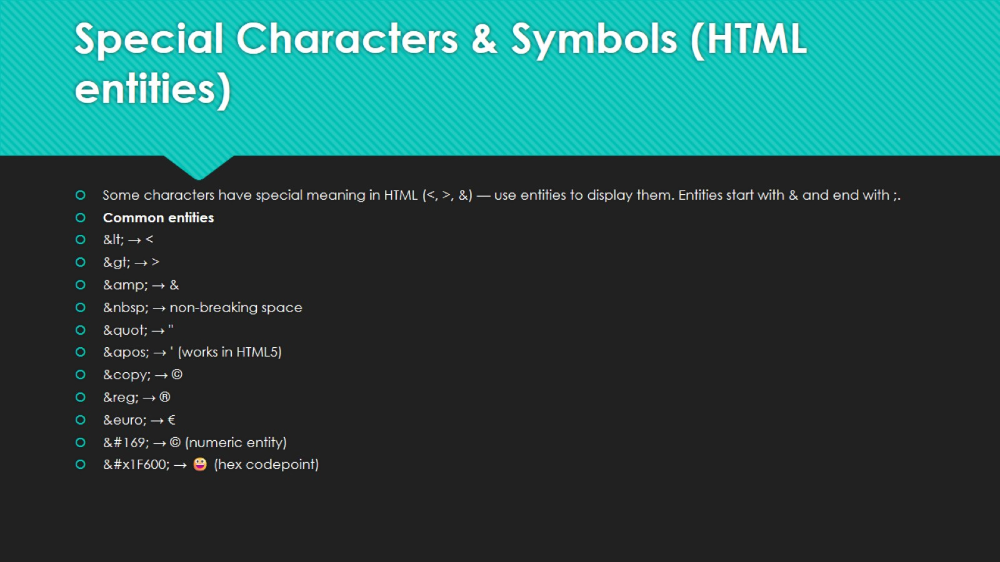 Special Characters & Symbols (HTML
entities)
Some characters have special meaning in HTML (<, >, &) — use entities to display them. Entities start with & and end with ;.
Common entities
&lt; → <
&gt; → >
&amp; → &
&nbsp; → non-breaking space
&quot; → "
&apos; → ' (works in HTML5)
&copy; → ©
&reg; → ®
&euro; → €
&#169; → © (numeric entity)
&#x1F600; → 😀 (hex codepoint)